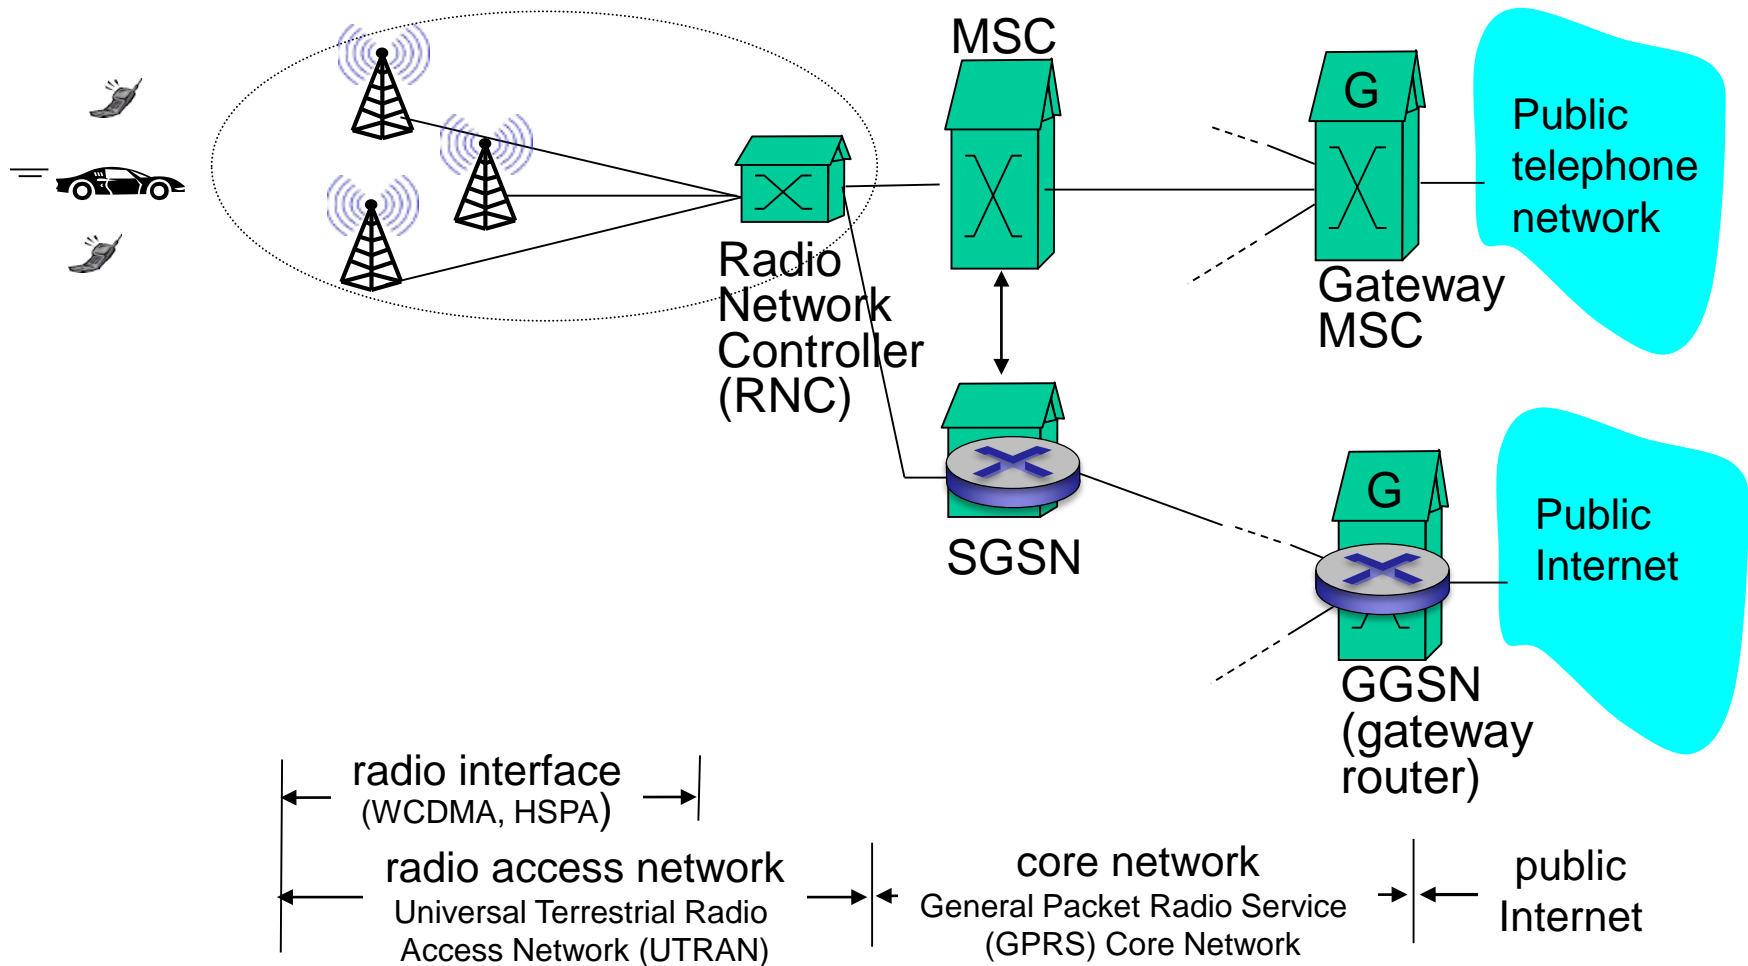 MSC
G
Public
telephone
network
Radio
Network
Controller
(RNC)
Gateway
MSC
SGSN
G
Public
Internet
GGSN
(gateway
router)
radio interface
(WCDMA, HSPA)
radio access network
Universal Terrestrial Radio
Access Network (UTRAN)
core network
General Packet Radio Service
(GPRS) Core Network
public
Internet